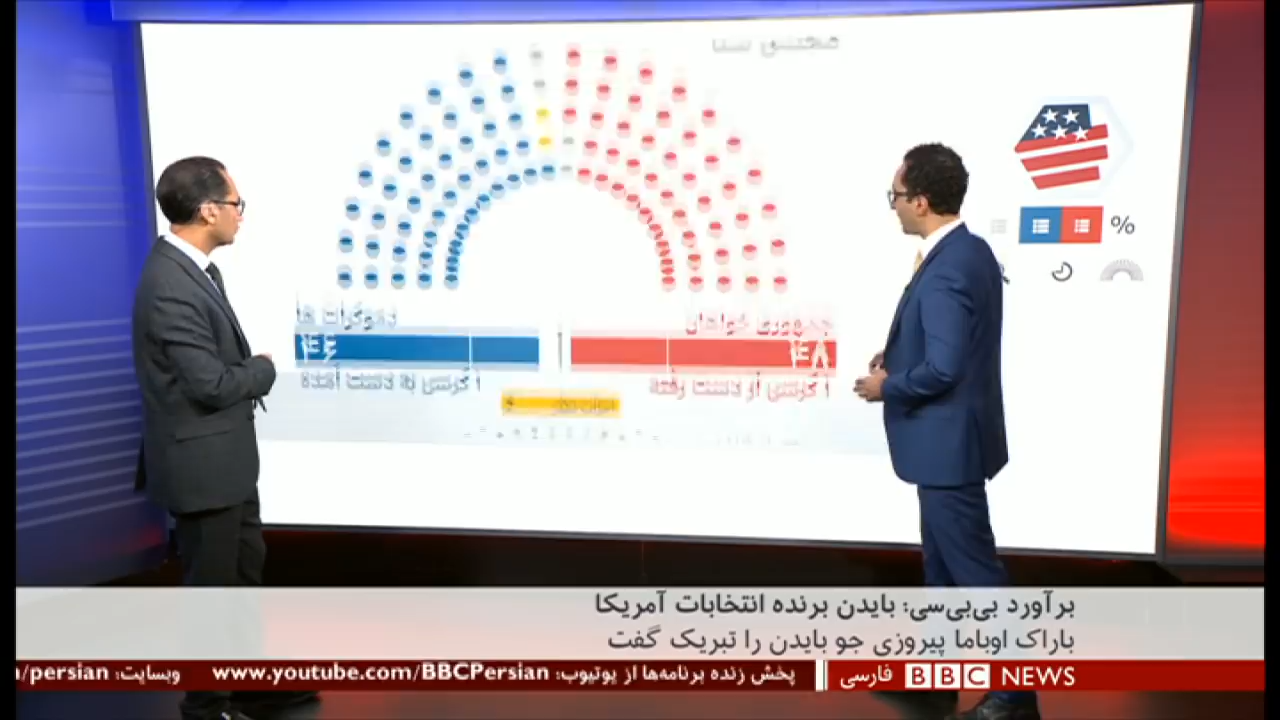 مجلس سنا
%
دموکرات ها
جمهوری خواهان
۴۶
۴۸
۱ کرسی به دست آمده
۱ کرسی از دست رفته
برآورد بی‌بی‌سی: بایدن برنده انتخابات آمریکا
باراک اوباما پیروزی جو بایدن را تبریک گفت
BBC NEWS فارسی
پخش زنده برنامه‌ها از یوتیوب: www.youtube.com/BBCPersian
وبسایت: /persian